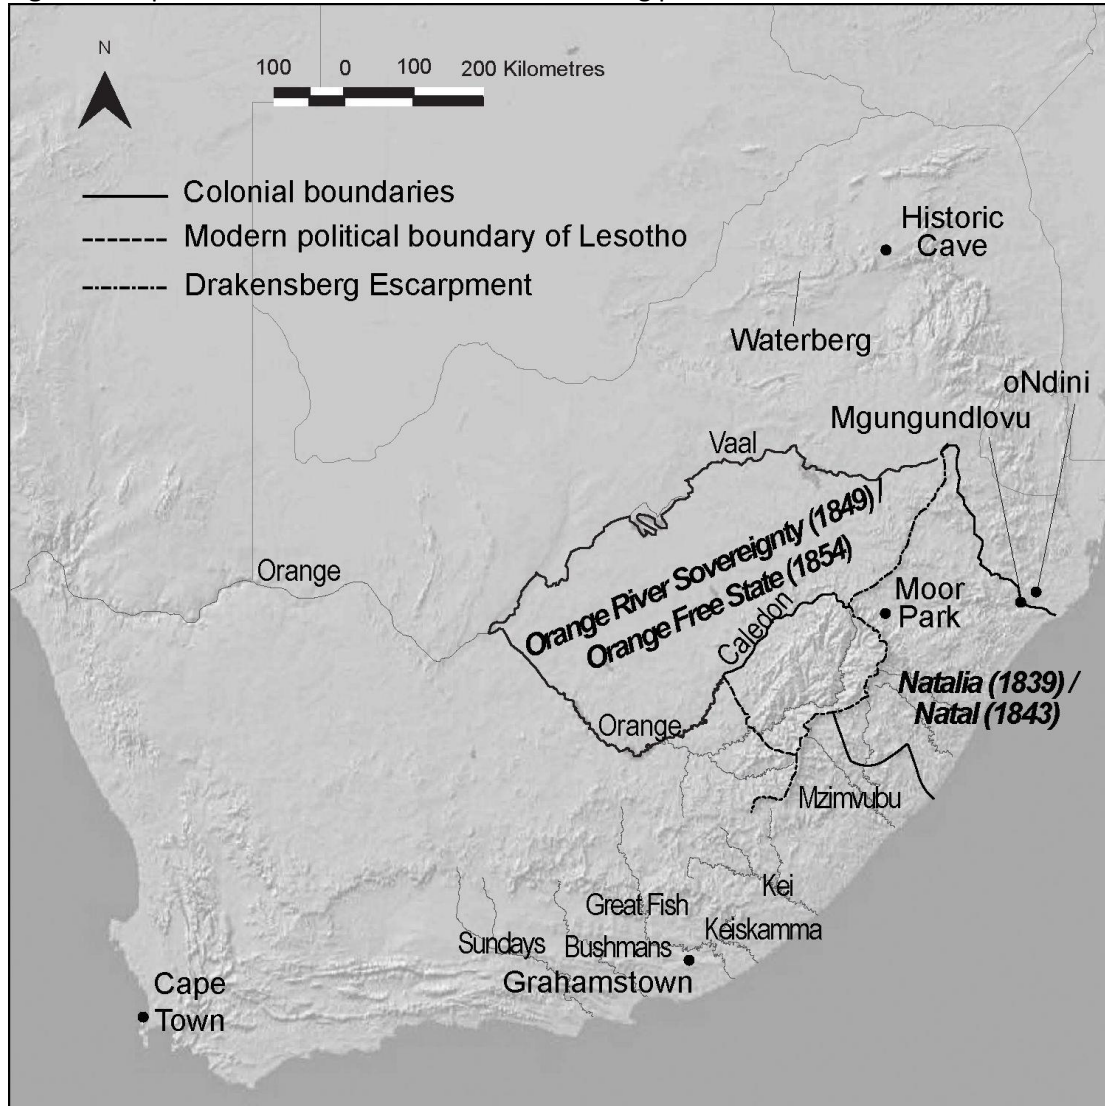 N
100 0 100 200 Kilometres
Colonial boundaries
Modern political boundary of Lesotho
Drakensberg Escarpment
Historic
Cave
Waterberg
oNdini
Mgungundlovu
Vaal
Orange River Sovereignty (1849) /
Orange Free State (1854)
Orange
Caledon
Moor
Park
Natalia (1839) /
Natal (1843)
Orange
Mzimvubu
Kei
Great Fish
Keiskamma
Sundays
Bushmans
Grahamstown
Cape
Town